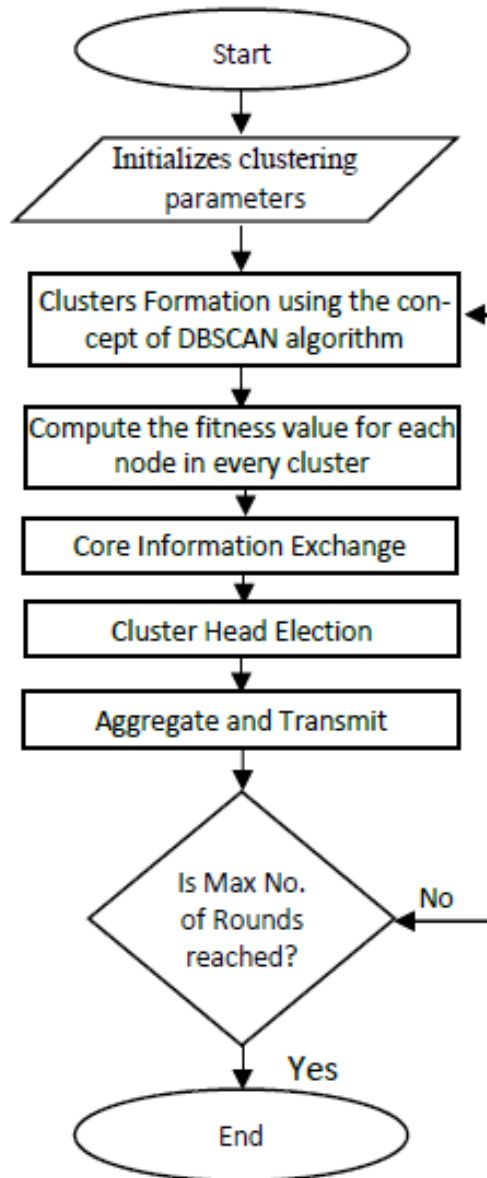 Start
Initializes clustering
parameters
Clusters Formation using the con-
cept of DBSCAN algorithm
Compute the fitness value for each
node in every cluster
Core Information Exchange
Cluster Head Election
Aggregate and Transmit
Is Max No.
of Rounds
reached?
No
Yes
End